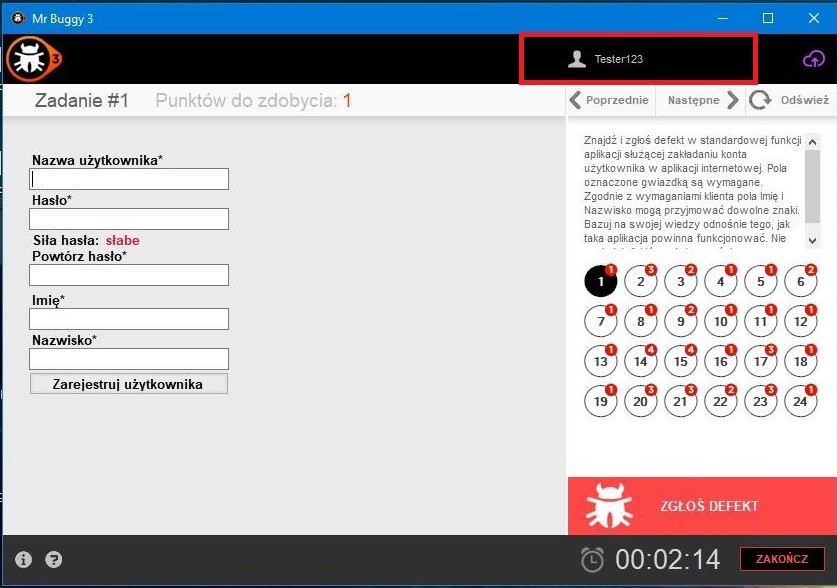 Mr Buggy 3
3
Tester123
Zadanie #1 Punktów do zdobycia: 1
Poprzednie Następne Odśwież
Nazwa użytkownika*
Hasło*
Siła hasła: słabe
Powtórz hasło*
Imię*
Nazwisko*
Zarejestruj użytkownika
Znajdź i zgłoś defekt w standardowej funkcji
aplikacji służącej zakładaniu konta
użytkownika w aplikacji internetowej. Pola
oznaczone gwiazdką są wymagane.
Zgodnie z wymaganiami klienta pola Imię i
Nazwisko mogą przyjmować dowolne znaki.
Bazuj na swojej wiedzy odnośnie tego, jak
taka aplikacja powinna funkcjonować. Nie
1 1 2 3 3 2 4 1 5 1 6 2
7 1 8 1 9 2 10 1 11 1 12 1
13 1 14 4 15 4 16 1 17 3 18 1
19 1 20 3 21 3 22 2 23 3 24 1
ZGŁOŚ DEFEKT
i ? 00:02:14 ZAKOŃCZ